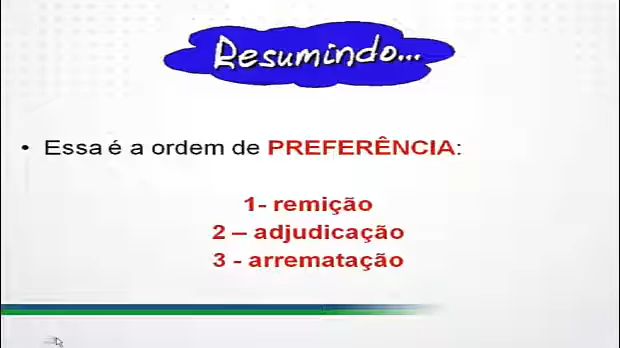 Resumindo...
• Essa é a ordem de PREFERÊNCIA:
1- remição
2 – adjudicação
3 - arrematação